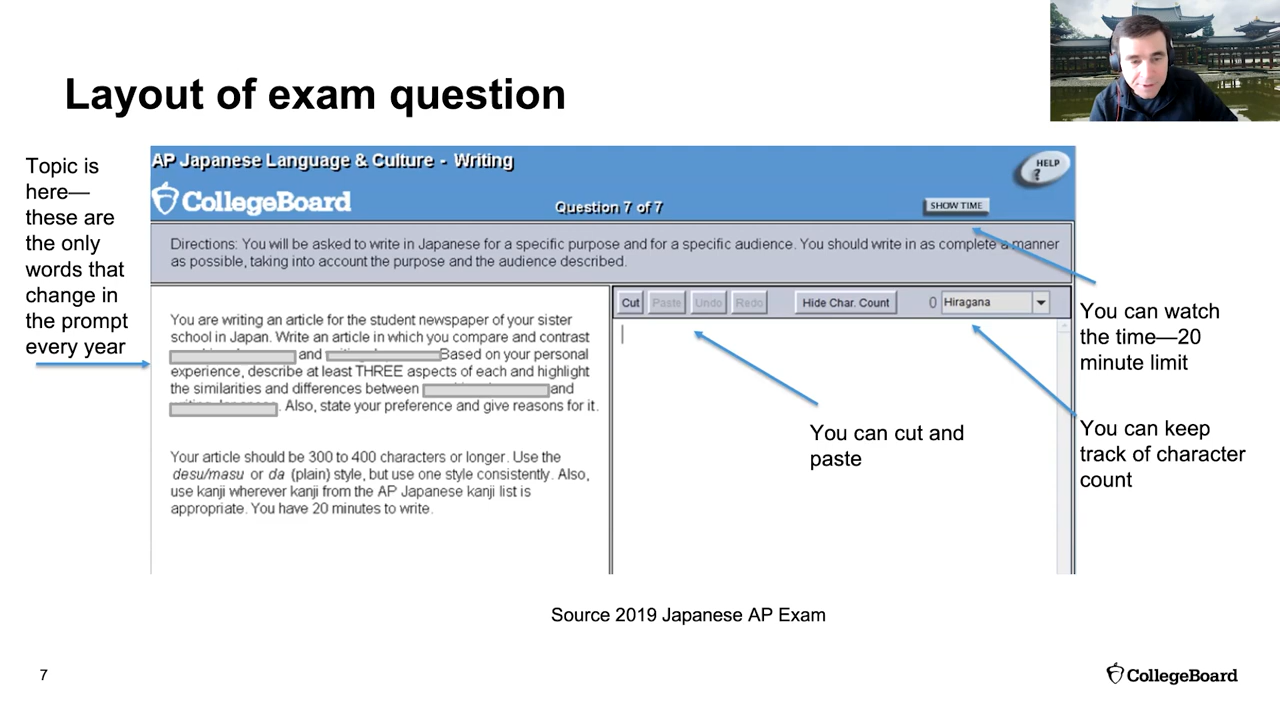 Layout of exam question
Topic is
here—
these are
the only
words that
change in
the prompt
every year
AP Japanese Language & Culture - Writing
CollegeBoard
Question 7 of 7
HELP
?
SHOW TIME
Directions: You will be asked to write in Japanese for a specific purpose and for a specific audience. You should write in as complete a manner
as possible, taking into account the purpose and the audience described.
You are writing an article for the student newspaper of your sister
school in Japan. Write an article in which you compare and contrast
and Based on your personal
experience, describe at least THREE aspects of each and highlight
the similarities and differences between and
. Also, state your preference and give reasons for it.
Your article should be 300 to 400 characters or longer. Use the
desu/masu or da (plain) style, but use one style consistently. Also,
use kanji wherever kanji from the AP Japanese kanji list is
appropriate. You have 20 minutes to write.
Cut Paste Undo Redo Hide Char. Count 0 Hiragana
You can cut and
paste
You can watch
the time—20
minute limit
You can keep
track of character
count
Source 2019 Japanese AP Exam
7
CollegeBoard